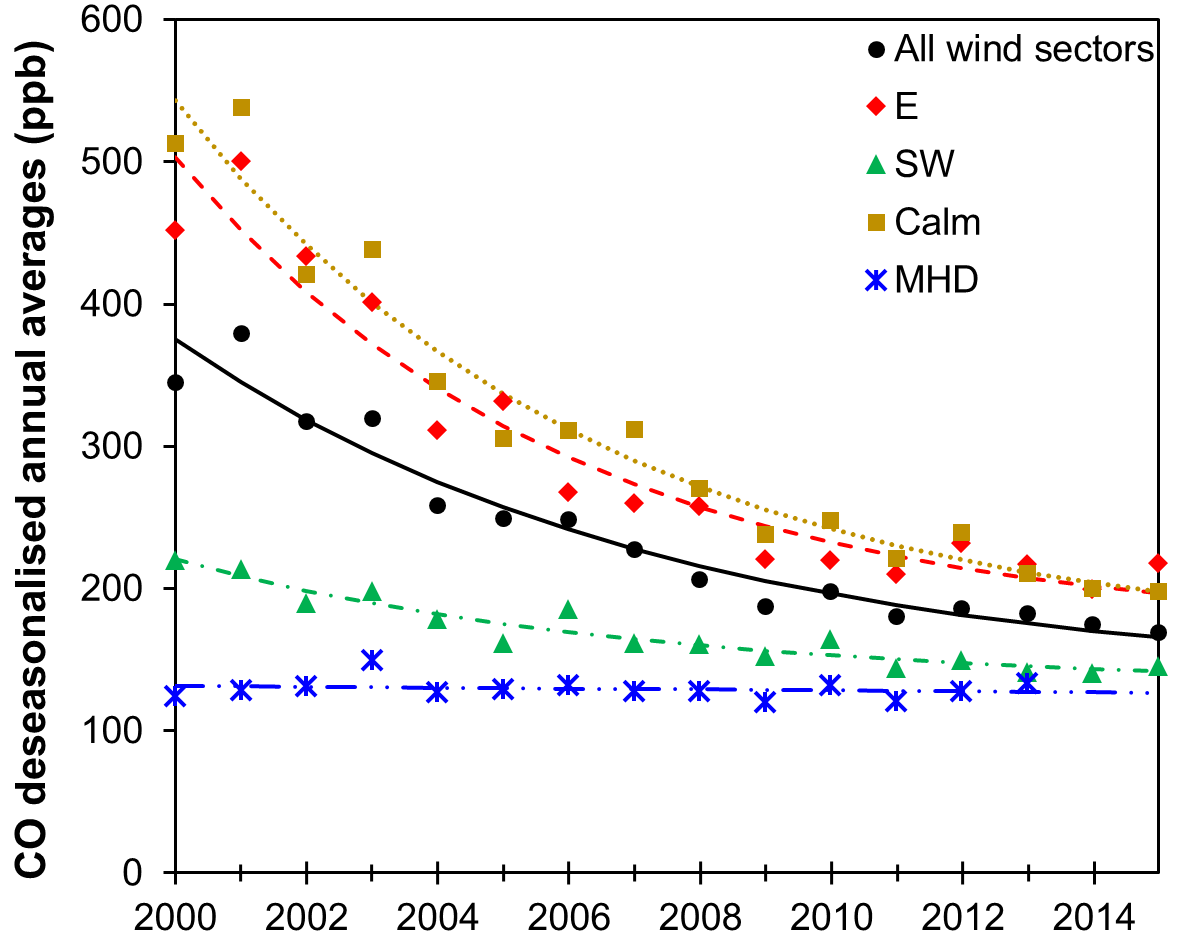 CO deseasonalised annual averages (ppb)
600
500
400
300
200
100
0
All wind sectors
E
SW
Calm
MHD
2000 2002 2004 2006 2008 2010 2012 2014